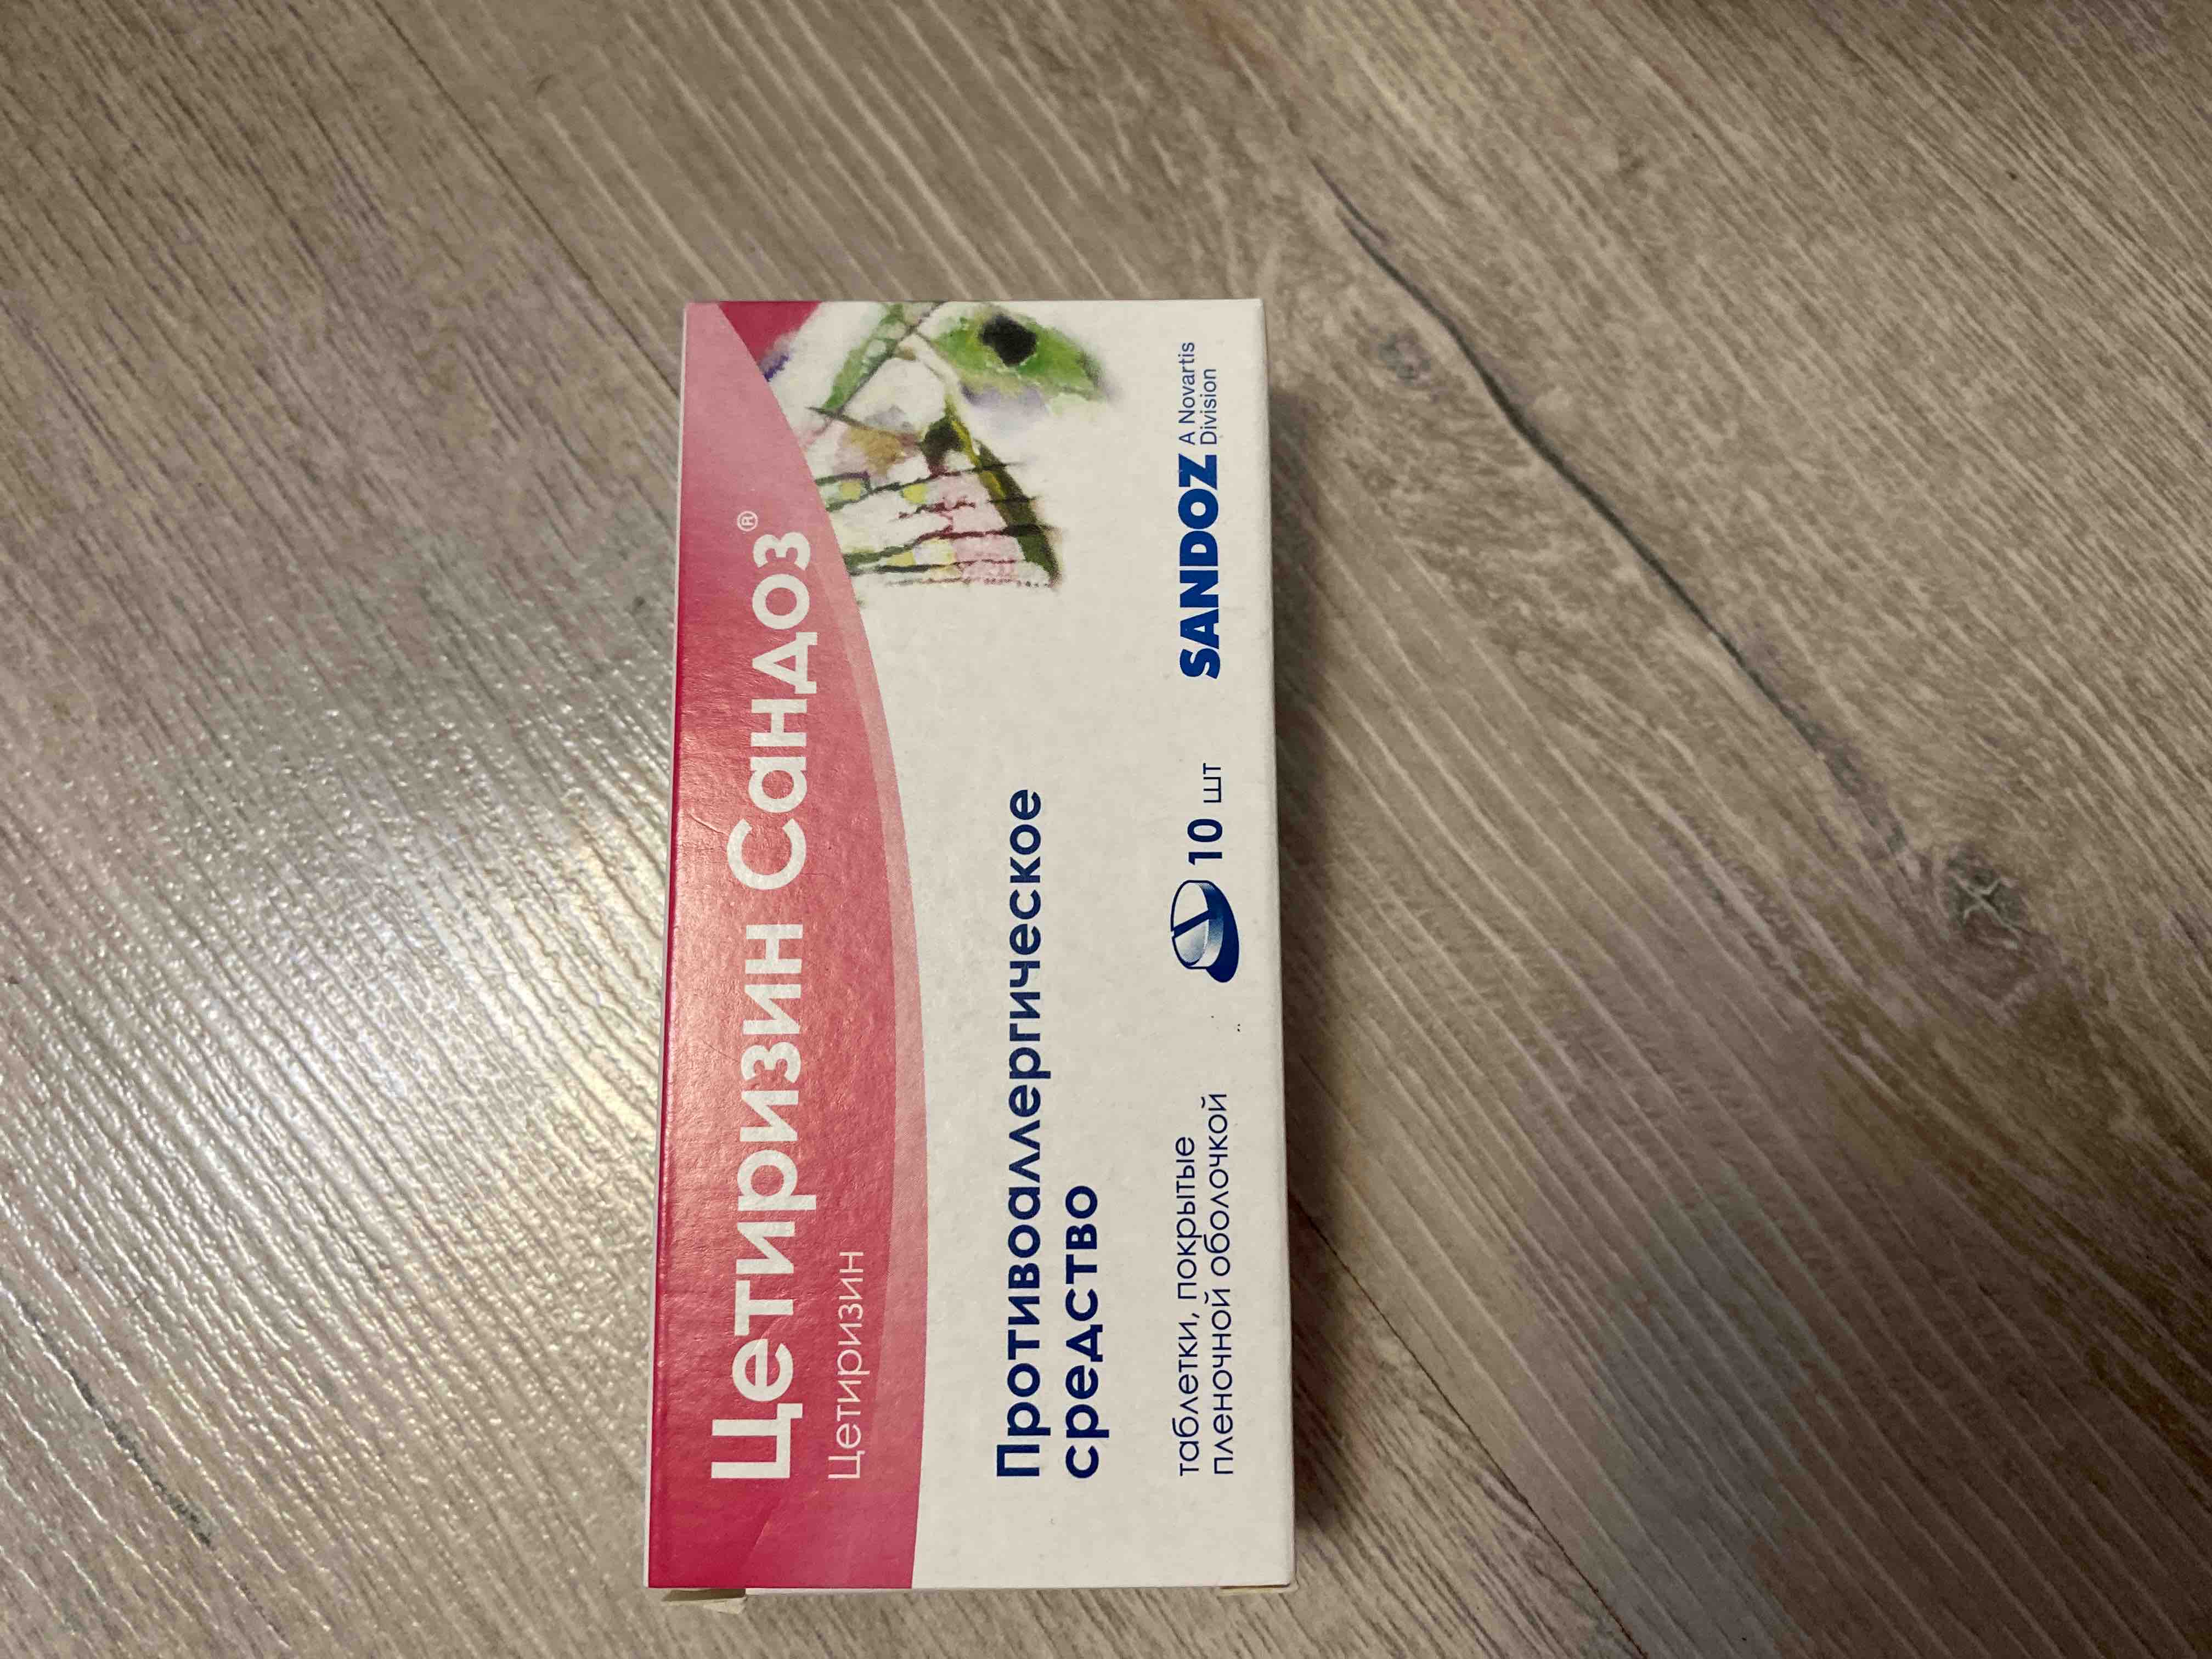 Цетиризин Сандоз®
Цетиризин
Противоаллергическое
средство
таблетки, покрытые
пленочной оболочкой
10 шт
SANDOZ A Novartis
Division